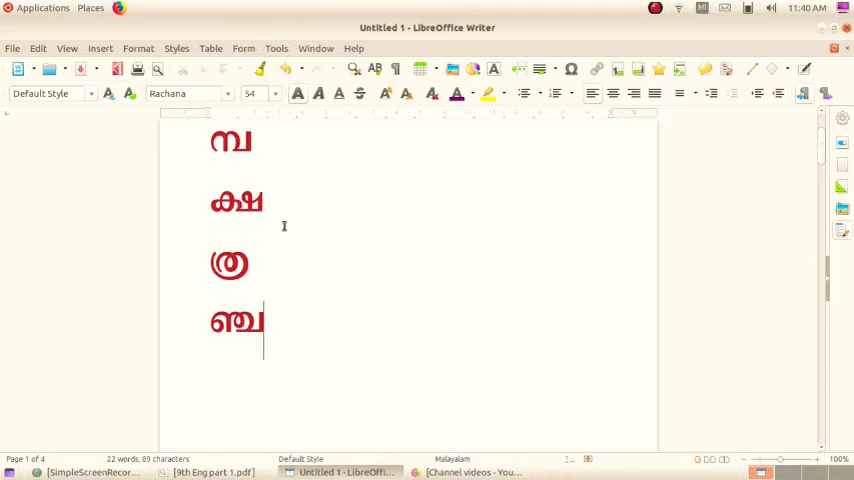 Applications Places MI 11:40 AM
Untitled 1 - LibreOffice Writer
File Edit View Insert Format Styles Table Form Tools Window Help
Default Style Rachana 54
മ്പ
ക്ഷ
ത്ര
ഞ്ച
Page 1 of 4 22 words, 89 characters Default Style Malayalam 100%
[SimpleScreenRecor... [9th Eng part 1.pdf] Untitled 1 - LibreOffi... [Channel videos - You...